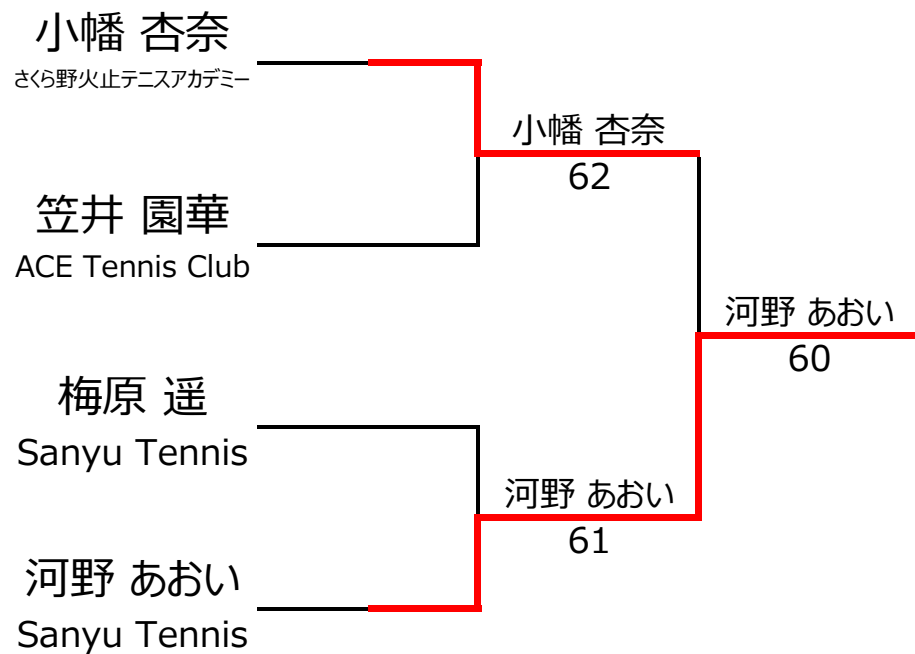 小幡 杏奈
さくら野火止テニスアカデミー
小幡 杏奈
62
笠井 園華
ACE Tennis Club
河野 あおい
60
梅原 遥
Sanyu Tennis
河野 あおい
61
河野 あおい
Sanyu Tennis